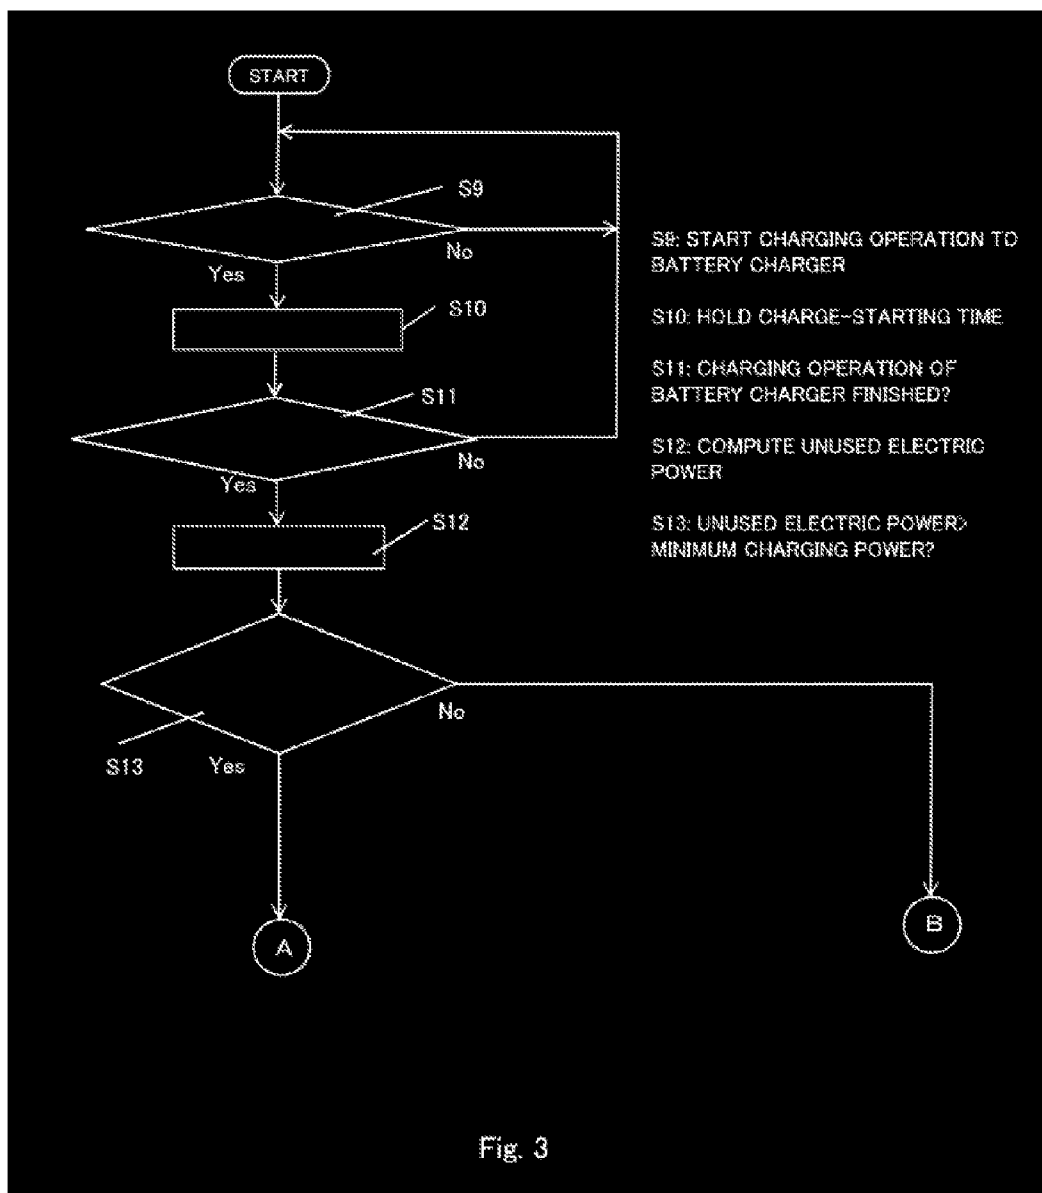 START
S9
No
Yes
S10
S11
No
Yes
S12
S13
Yes
No
A
B
S9: START CHARGING OPERATION TO
BATTERY CHARGER
S10: HOLD CHARGE-STARTING TIME
S11: CHARGING OPERATION OF
BATTERY CHARGER FINISHED?
S12: COMPUTE UNUSED ELECTRIC
POWER
S13: UNUSED ELECTRIC POWER>
MINIMUM CHARGING POWER?
Fig. 3